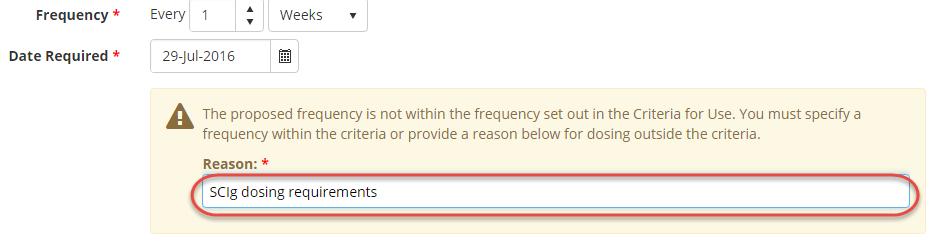 Frequency * Every 1 Weeks
Date Required * 29-Jul-2016
The proposed frequency is not within the frequency set out in the Criteria for Use. You must specify a
frequency within the criteria or provide a reason below for dosing outside the criteria.
Reason: *
SCIg dosing requirements